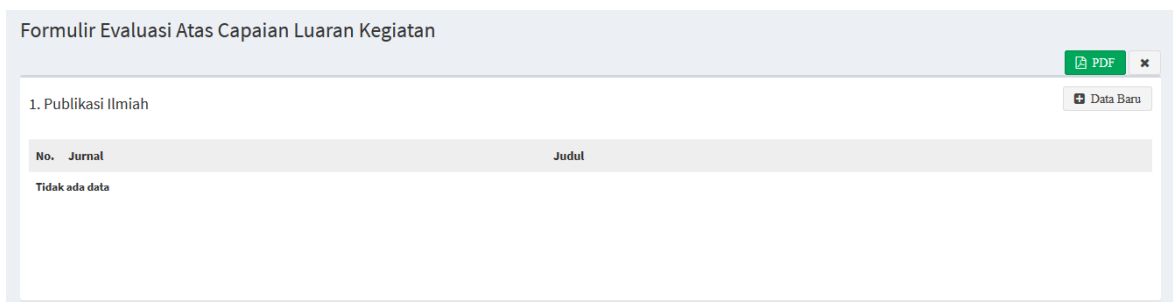 Formulir Evaluasi Atas Capaian Luaran Kegiatan
PDF
1. Publikasi Ilmiah
Data Baru
No. Jurnal Judul
Tidak ada data